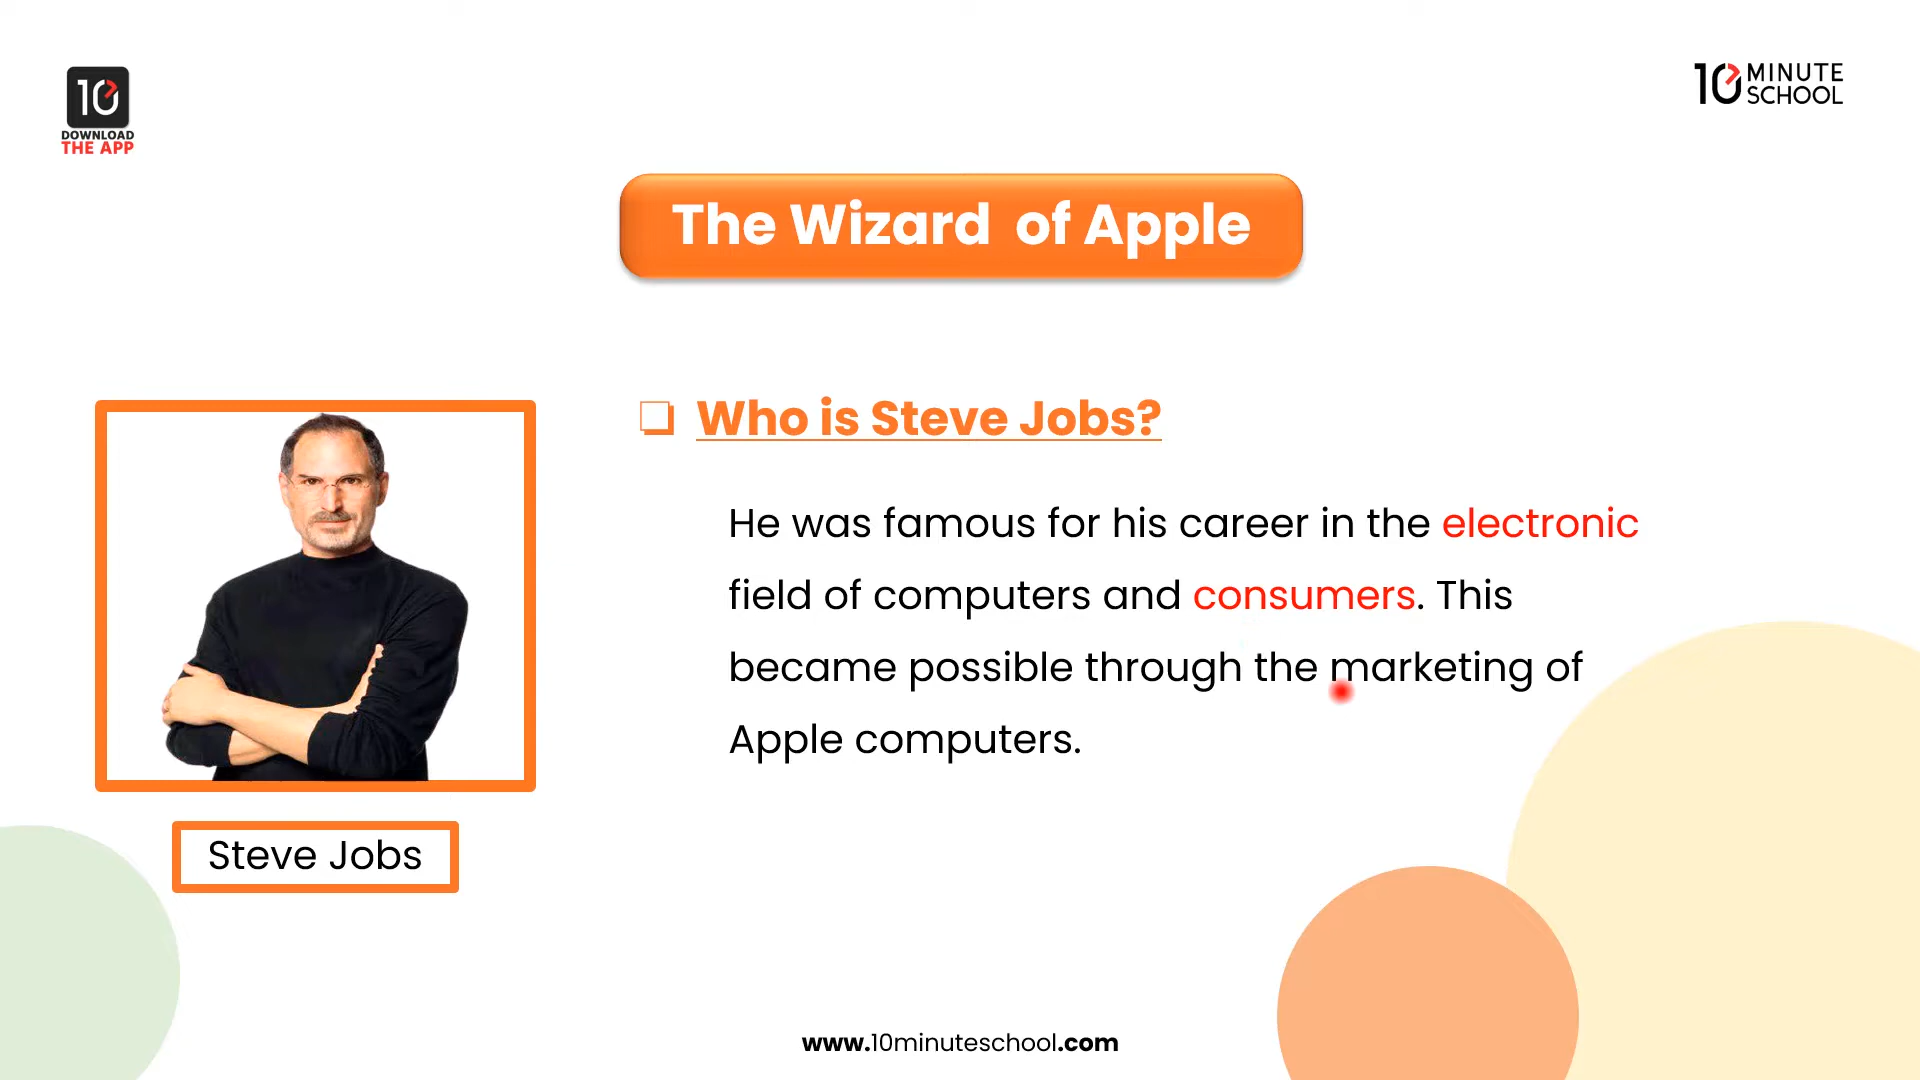 10
DOWNLOAD
THE APP
10 MINUTE
SCHOOL
The Wizard of Apple
Who is Steve Jobs?
He was famous for his career in the electronic
field of computers and consumers. This
became possible through the marketing of
Apple computers.
Steve Jobs
www.10minuteschool.com